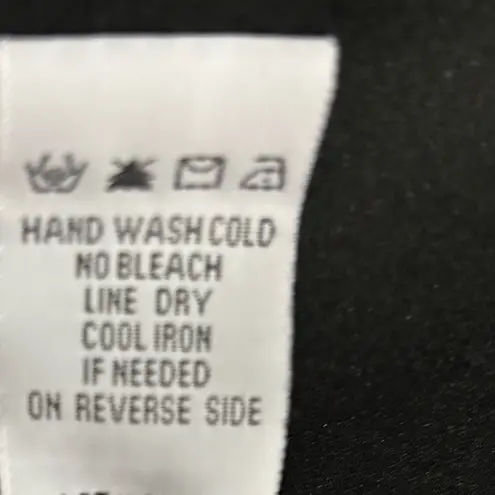 HAND WASH COLD
NO BLEACH
LINE DRY
COOL IRON
IF NEEDED
ON REVERSE SIDE